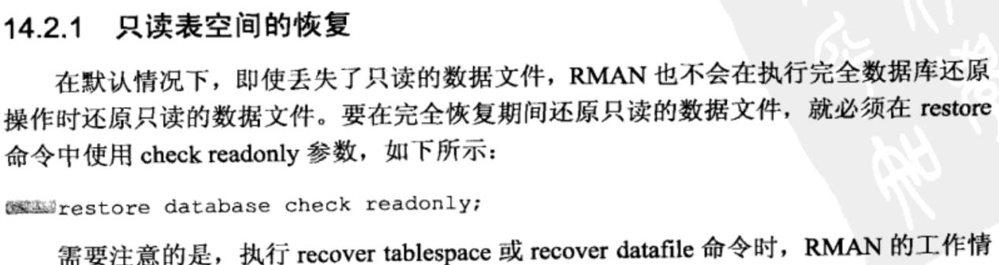 14.2.1 只读表空间的恢复
在默认情况下，即使丢失了只读的数据文件，RMAN 也不会在执行完全数据库还原
操作时还原只读的数据文件。要在完全恢复期间还原只读的数据文件，就必须在 restore
命令中使用 check readonly 参数，如下所示：
restore database check readonly;
需要注意的是，执行 recover tablespace 或 recover datafile 命令时，RMAN 的工作情